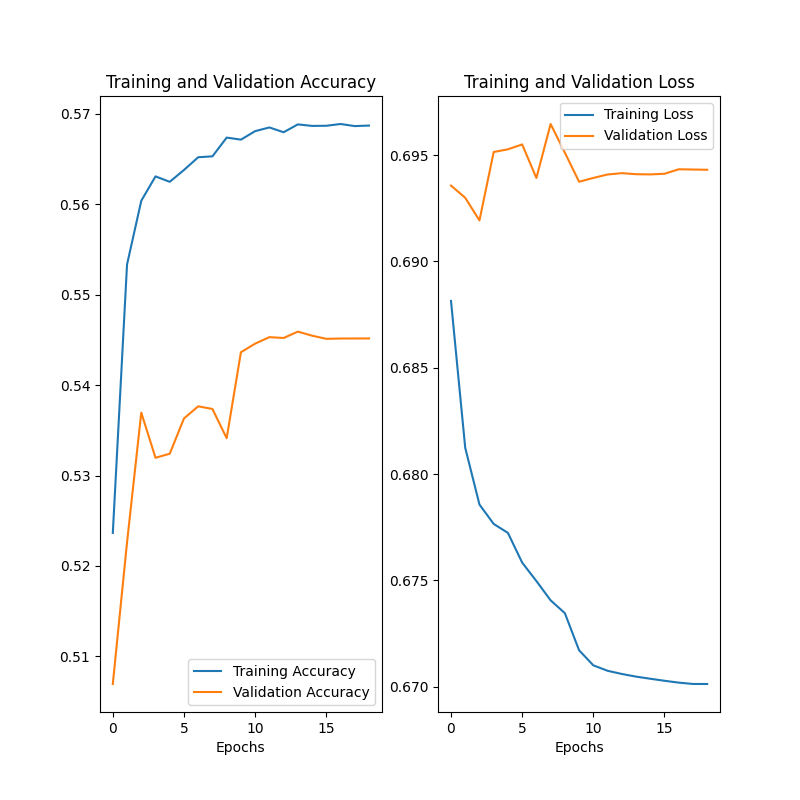 Training and Validation Accuracy
0.57
0.56
0.55
0.54
0.53
0.52
0.51
0
5
10
15
Epochs
Training Accuracy
Validation Accuracy
Training and Validation Loss
0.695
0.690
0.685
0.680
0.675
0.670
0
5
10
15
Epochs
Training Loss
Validation Loss